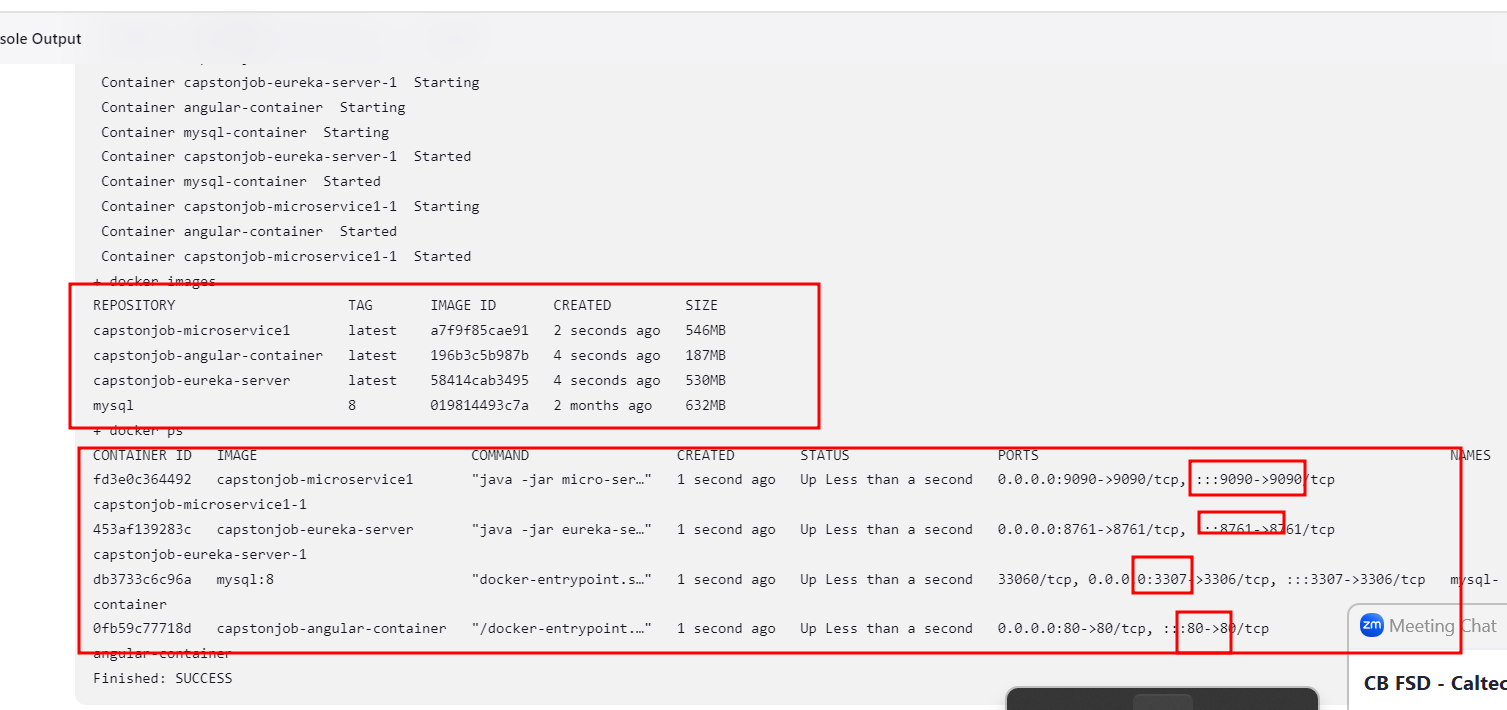 sole Output
Container capstonjob-eureka-server-1  Starting
Container angular-container  Starting
Container mysql-container  Starting
Container capstonjob-eureka-server-1  Started
Container mysql-container  Started
Container capstonjob-microservice1-1  Starting
Container angular-container  Started
Container capstonjob-microservice1-1  Started
+ docker images
REPOSITORY                     TAG       IMAGE ID       CREATED         SIZE
capstonjob-microservice1       latest    a7f9f85cae91   2 seconds ago   546MB
capstonjob-angular-container   latest    196b3c5b987b   4 seconds ago   187MB
capstonjob-eureka-server       latest    58414cab3495   4 seconds ago   530MB
mysql                          8         019814493c7a   2 months ago    632MB
+ docker ps
CONTAINER ID   IMAGE                          COMMAND                  CREATED        STATUS                  PORTS                                                  NAMES
fd3e0c364492   capstonjob-microservice1       "java -jar micro-ser…"   1 second ago   Up Less than a second   0.0.0.0:9090->9090/tcp, :::9090->9090/tcp
capstonjob-microservice1-1
453af139283c   capstonjob-eureka-server       "java -jar eureka-se…"   1 second ago   Up Less than a second   0.0.0.0:8761->8761/tcp, :::8761->8761/tcp
capstonjob-eureka-server-1
db3733c6c96a   mysql:8                        "docker-entrypoint.s…"   1 second ago   Up Less than a second   33060/tcp, 0.0.0.0:3307->3306/tcp, :::3307->3306/tcp   mysql-
container
0fb59c77718d   capstonjob-angular-container   "/docker-entrypoint.…"   1 second ago   Up Less than a second   0.0.0.0:80->80/tcp, :::80->80/tcp
angular-container
Finished: SUCCESS
zm Meeting Chat
CB FSD - Caltec